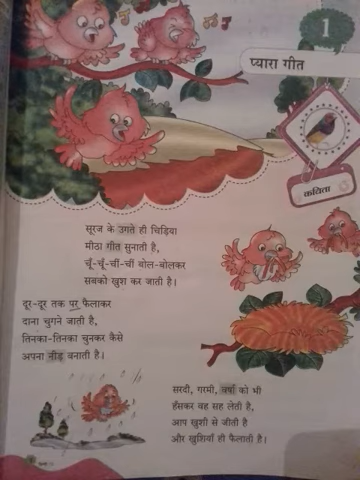 1
प्यारा गीत
कविता
सूरज के उगते ही चिड़िया
मीठा गीत सुनाती है,
चूँ-चूँ-चीं-चीं बोल-बोलकर
सबको खुश कर जाती है।
दूर-दूर तक पर फैलाकर
दाना चुगने जाती है,
तिनका-तिनका चुनकर कैसे
अपना नीड़ बनाती है।
सरदी, गरमी, वर्षा को भी
हँसकर वह सह लेती है,
आप खुशी से जीती है
और खुशियाँ ही फैलाती है।